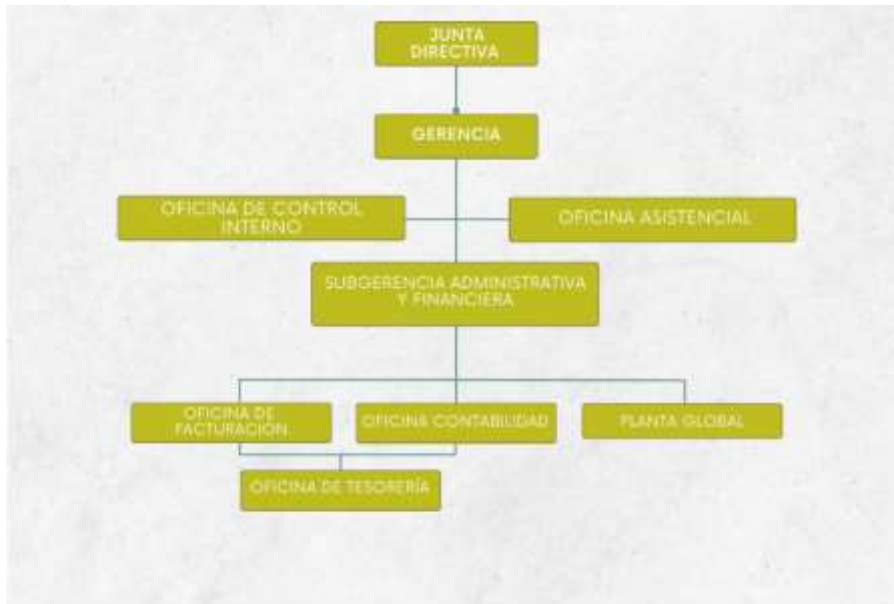 JUNTA
DIRECTIVA
GERENCIA
OFICINA DE CONTROL
INTERNO
OFICINA ASISTENCIAL
SUBGERENCIA ADMINISTRATIVA
Y FINANCIERA
OFICINA DE
FACTURACION.
OFICINA CONTABILIDAD
PLANTA GLOBAL
OFICINA DE TESORERÍA